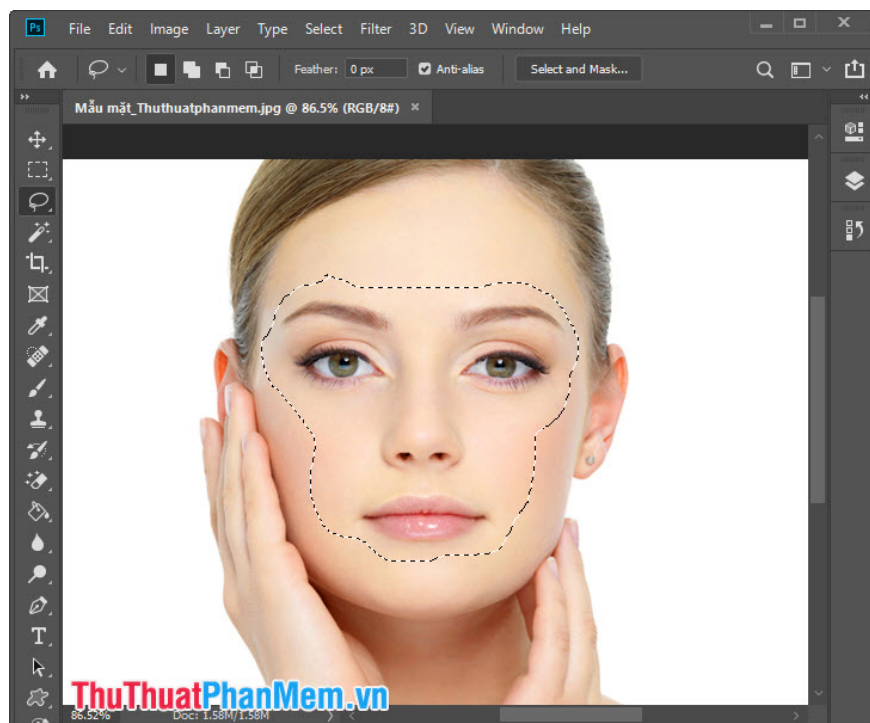 Ps File Edit Image Layer Type Select Filter 3D View Window Help
Feather: 0 px Anti-alias Select and Mask...
Mẫu mặt_Thuthuatphanmem.jpg @ 86.5% (RGB/8#) ×
T
ThuThuatPhanMem.vn
86.52% Doc: 1.58M/1.58M